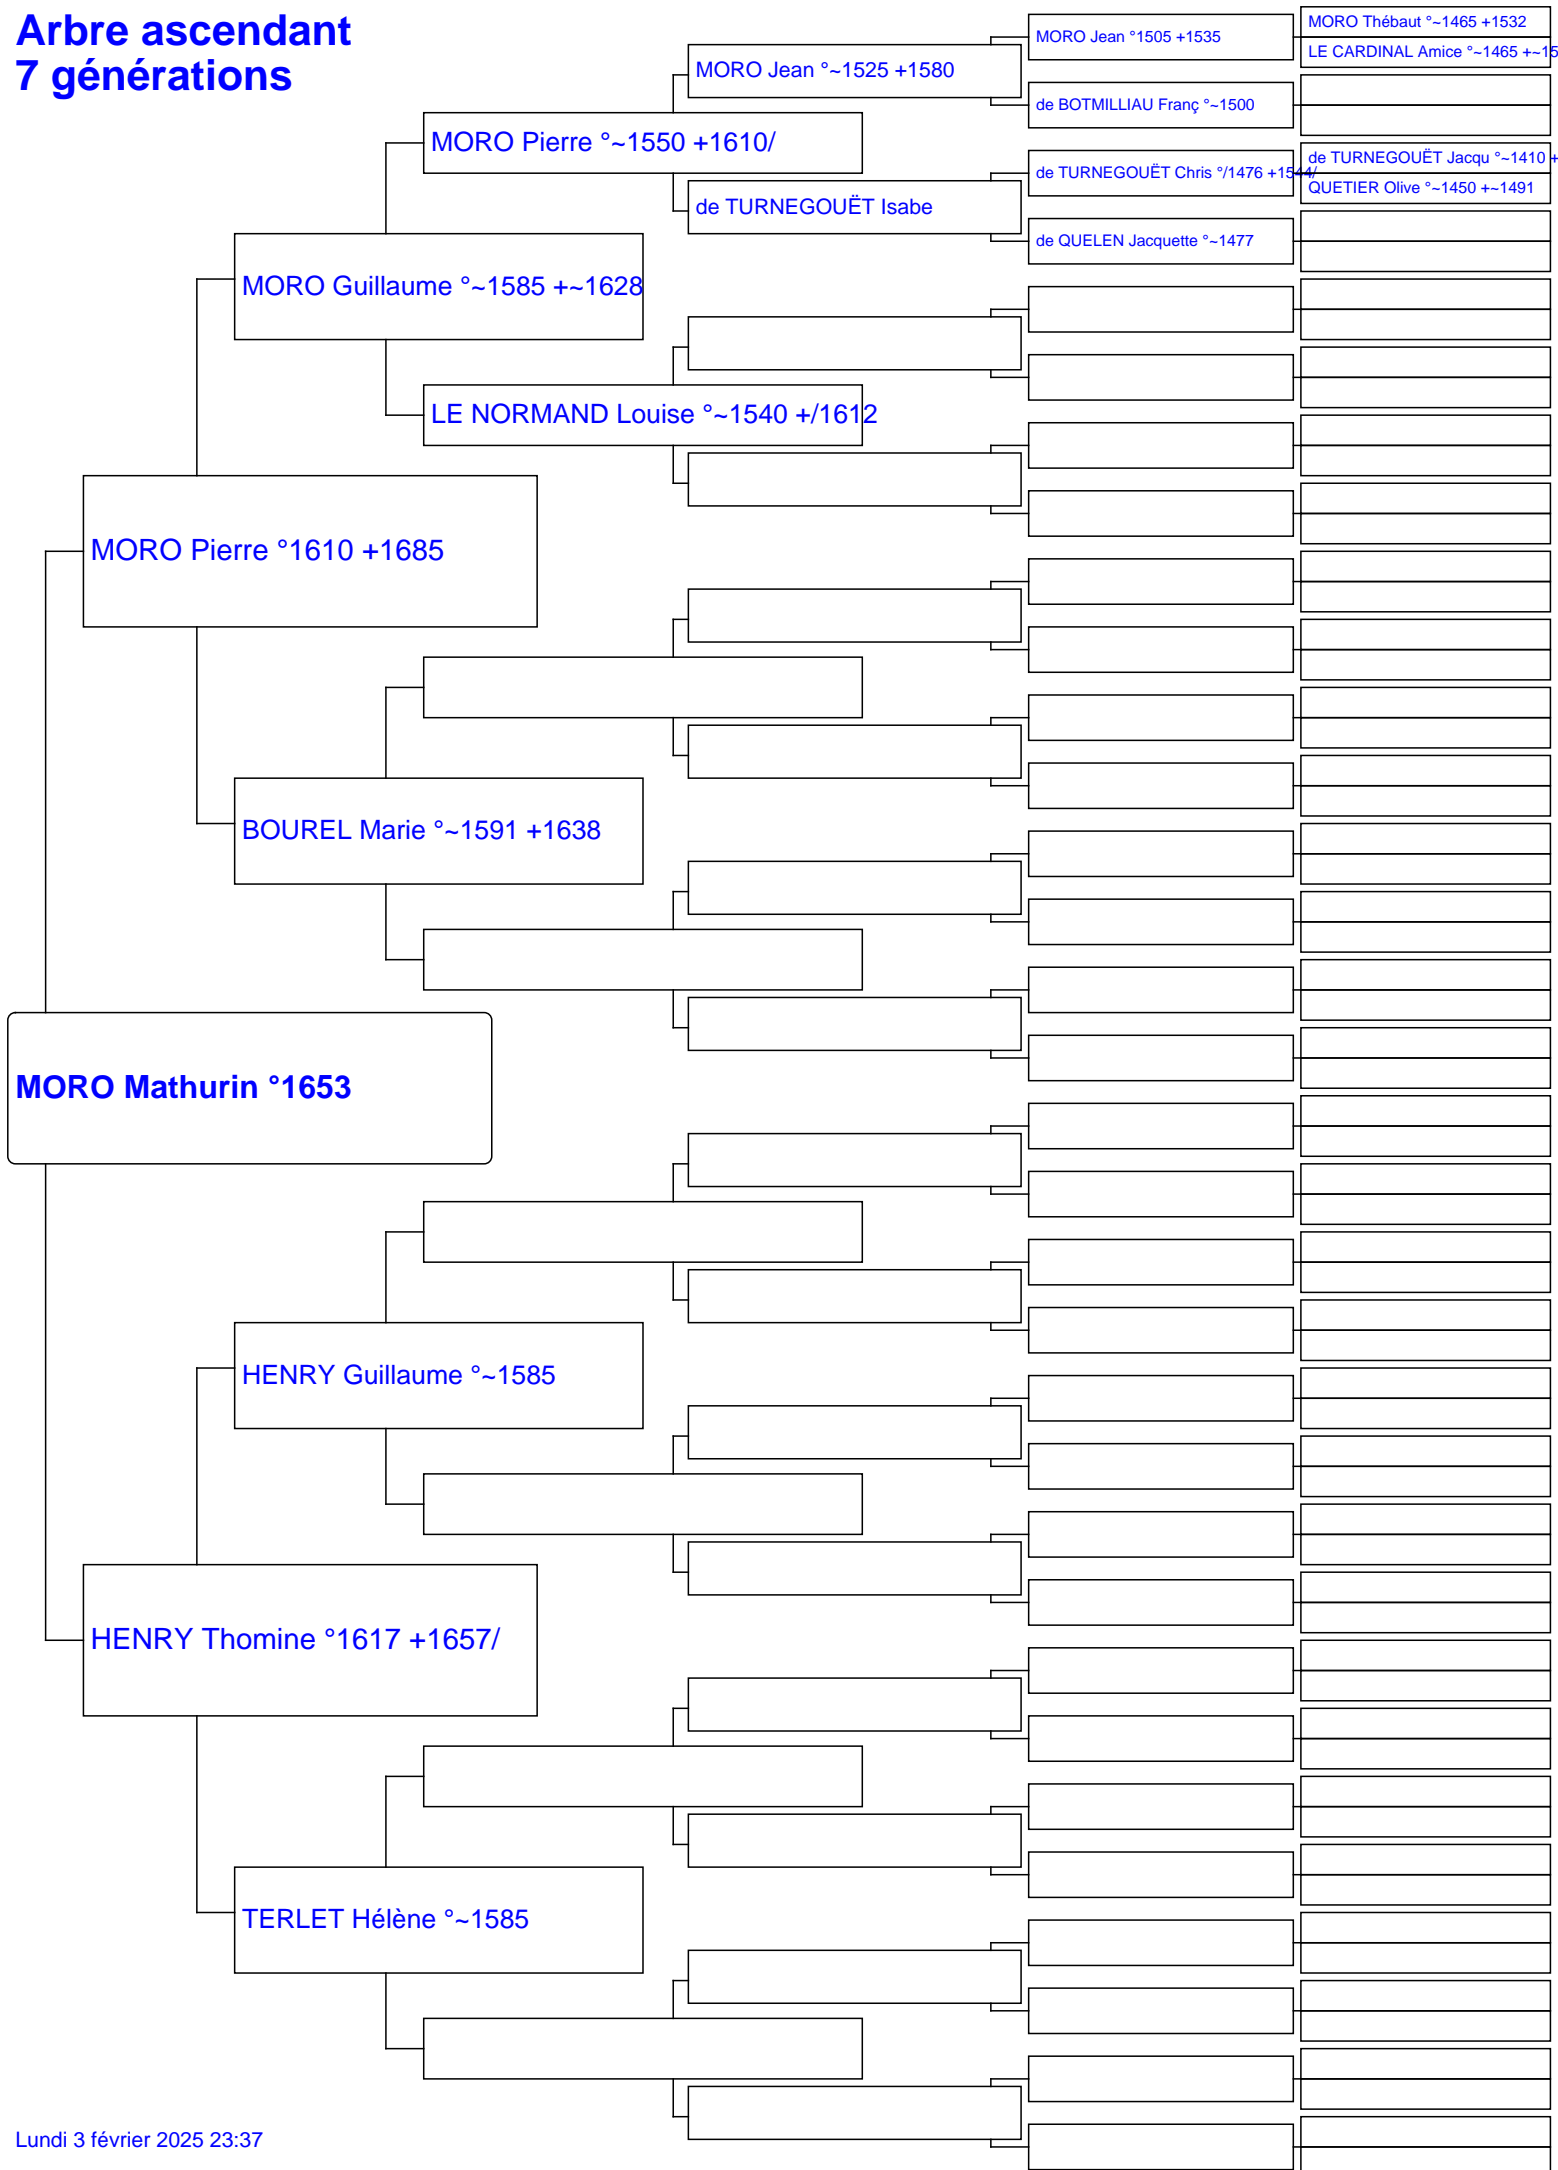 Arbre ascendant
7 générations
MORO Thébaut °~1465 +1532
MORO Jean °1505 +1535
LE CARDINAL Amice °~1465 +~15
MORO Jean °~1525 +1580
de BOTMILLIAU Franç °~1500
MORO Pierre °~1550 +1610/
de TURNEGOUËT Jacqu °~1410 +
de TURNEGOUËT Chris °/1476 +1544/
QUETIER Olive °~1450 +~1491
de TURNEGOUËT Isabe
de QUELEN Jacquette °~1477
MORO Guillaume °~1585 +~1628
LE NORMAND Louise °~1540 +/1612
MORO Pierre °1610 +1685
BOUREL Marie °~1591 +1638
MORO Mathurin °1653
HENRY Guillaume °~1585
HENRY Thomine °1617 +1657/
TERLET Hélène °~1585
Lundi 3 février 2025 23:37